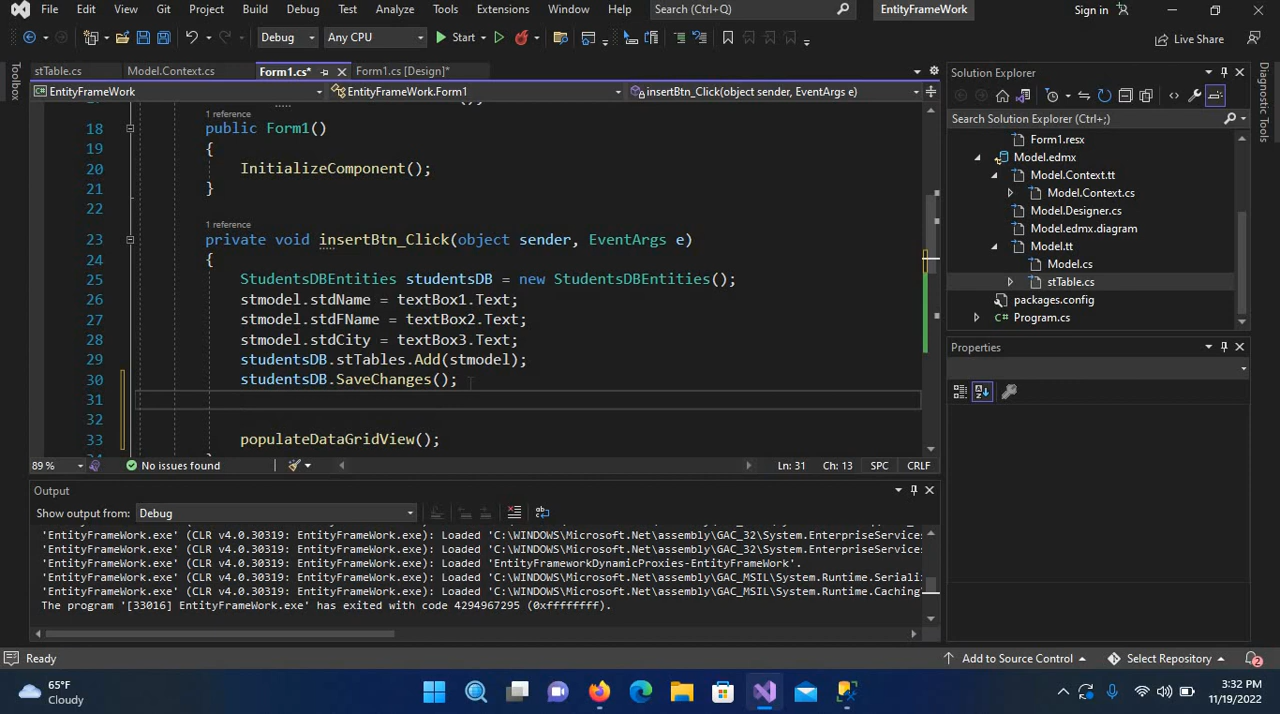 File Edit View Git Project Build Debug Test Analyze Tools Extensions Window Help Search (Ctrl+Q) EntityFrameWork Sign in
Debug Any CPU Start Live Share
stTable.cs Model.Context.cs Form1.cs* Form1.cs [Design]*
EntityFrameWork EntityFrameWork.Form1 insertBtn_Click(object sender, EventArgs e)
Toolbox
1 reference
18 public Form1()
19 {
20 InitializeComponent();
21 }
22
1 reference
23 private void insertBtn_Click(object sender, EventArgs e)
24 {
25 StudentsDBEntities studentsDB = new StudentsDBEntities();
26 stmodel.stdName = textBox1.Text;
27 stmodel.stdFName = textBox2.Text;
28 stmodel.stdCity = textBox3.Text;
29 studentsDB.stTables.Add(stmodel);
30 studentsDB.SaveChanges();
31
32
33 populateDataGridView();
89 % No issues found Ln: 31 Ch: 13 SPC CRLF
Output
Show output from: Debug
'EntityFrameWork.exe' (CLR v4.0.30319: EntityFrameWork.exe): Loaded 'C:\WINDOWS\Microsoft.Net\assembly\GAC_32\System.EnterpriseService
'EntityFrameWork.exe' (CLR v4.0.30319: EntityFrameWork.exe): Loaded 'C:\WINDOWS\Microsoft.Net\assembly\GAC_32\System.EnterpriseService
'EntityFrameWork.exe' (CLR v4.0.30319: EntityFrameWork.exe): Loaded 'EntityFrameworkDynamicProxies-EntityFrameWork'.
'EntityFrameWork.exe' (CLR v4.0.30319: EntityFrameWork.exe): Loaded 'C:\WINDOWS\Microsoft.Net\assembly\GAC_MSIL\System.Runtime.Seriali
'EntityFrameWork.exe' (CLR v4.0.30319: EntityFrameWork.exe): Loaded 'C:\WINDOWS\Microsoft.Net\assembly\GAC_MSIL\System.Runtime.Caching
The program '[33016] EntityFrameWork.exe' has exited with code 4294967295 (0xffffffff).
Solution Explorer
Search Solution Explorer (Ctrl+;)
Form1.resx
Model.edmx
Model.Context.tt
Model.Context.cs
Model.Designer.cs
Model.edmx.diagram
Model.tt
Model.cs
stTable.cs
packages.config
Program.cs
Properties
Diagnostic Tools
Ready Add to Source Control Select Repository 2
65°F
Cloudy
3:32 PM
11/19/2022